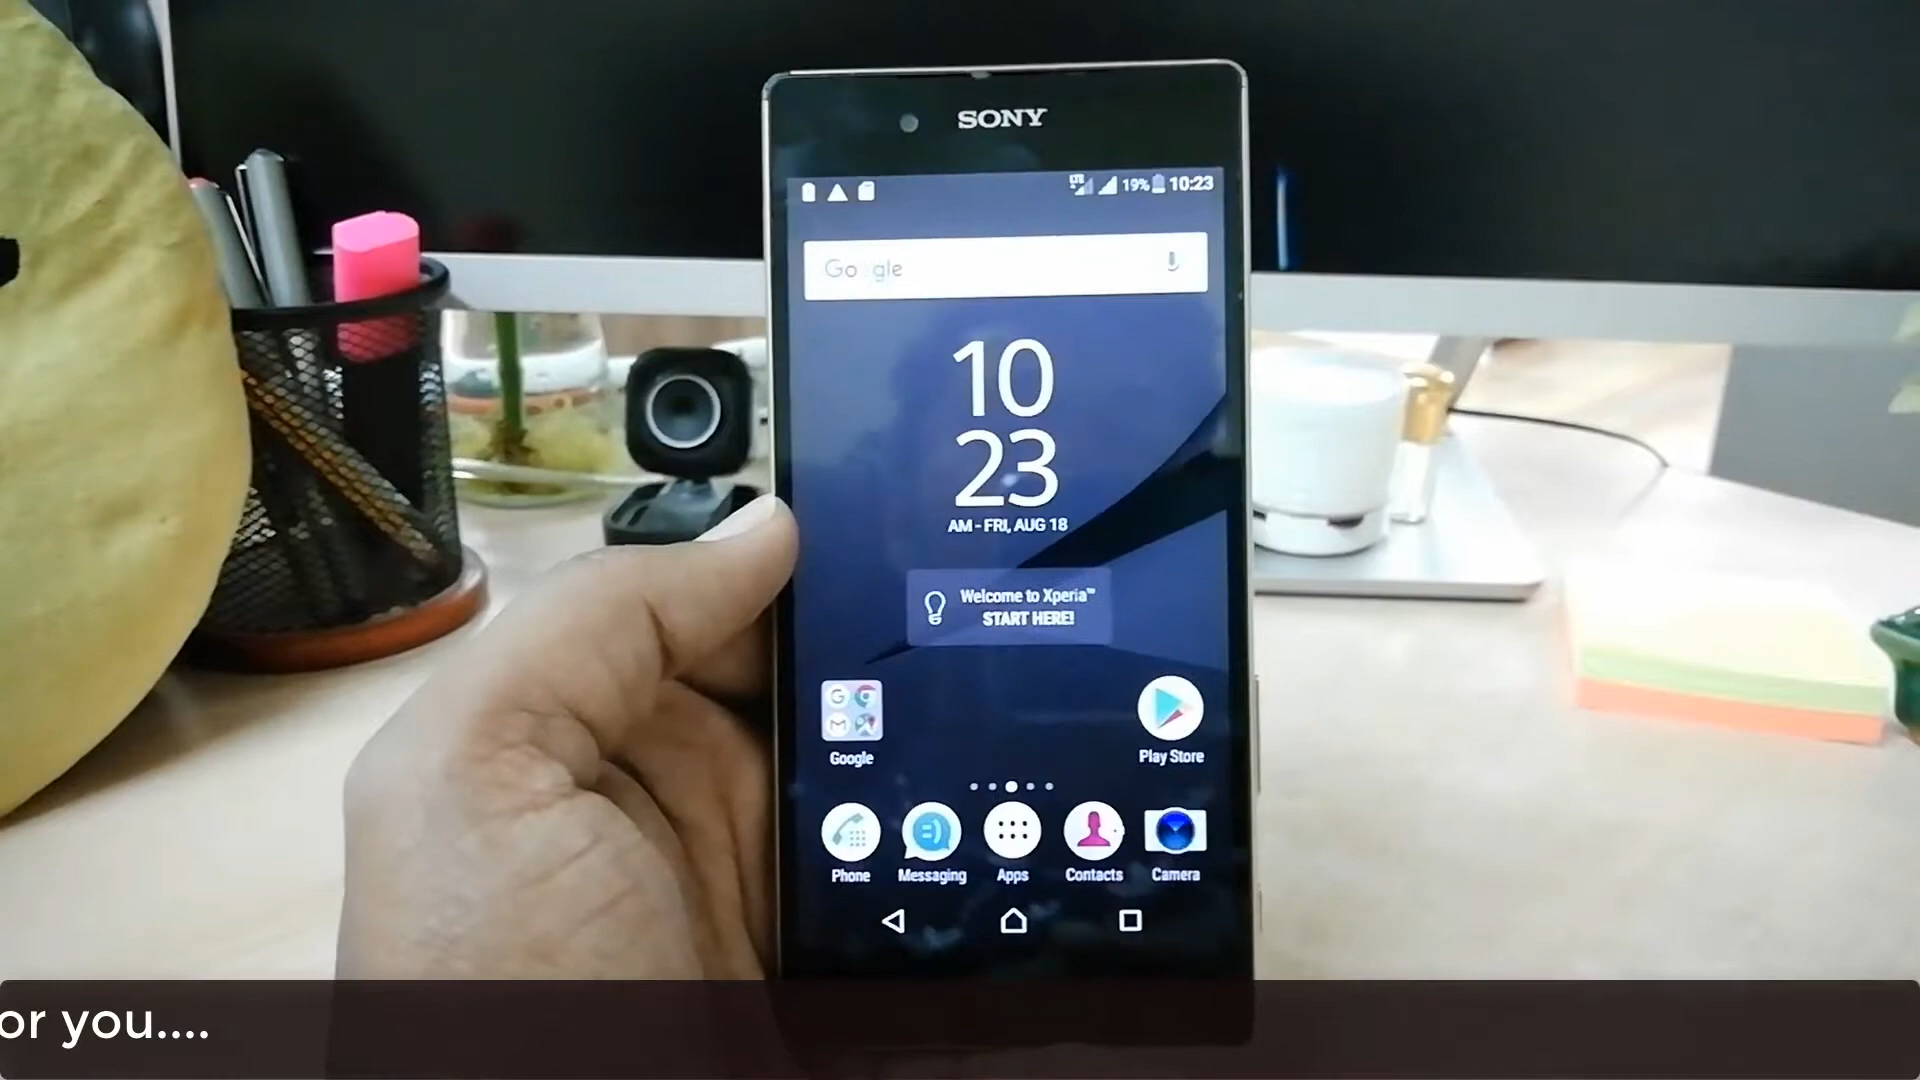 SONY
LTE 19% 10:23
Google
10
23
AM - FRI, AUG 18
Welcome to Xperia™
START HERE!
Google
Play Store
Phone
Messaging
Apps
Contacts
Camera
or you....